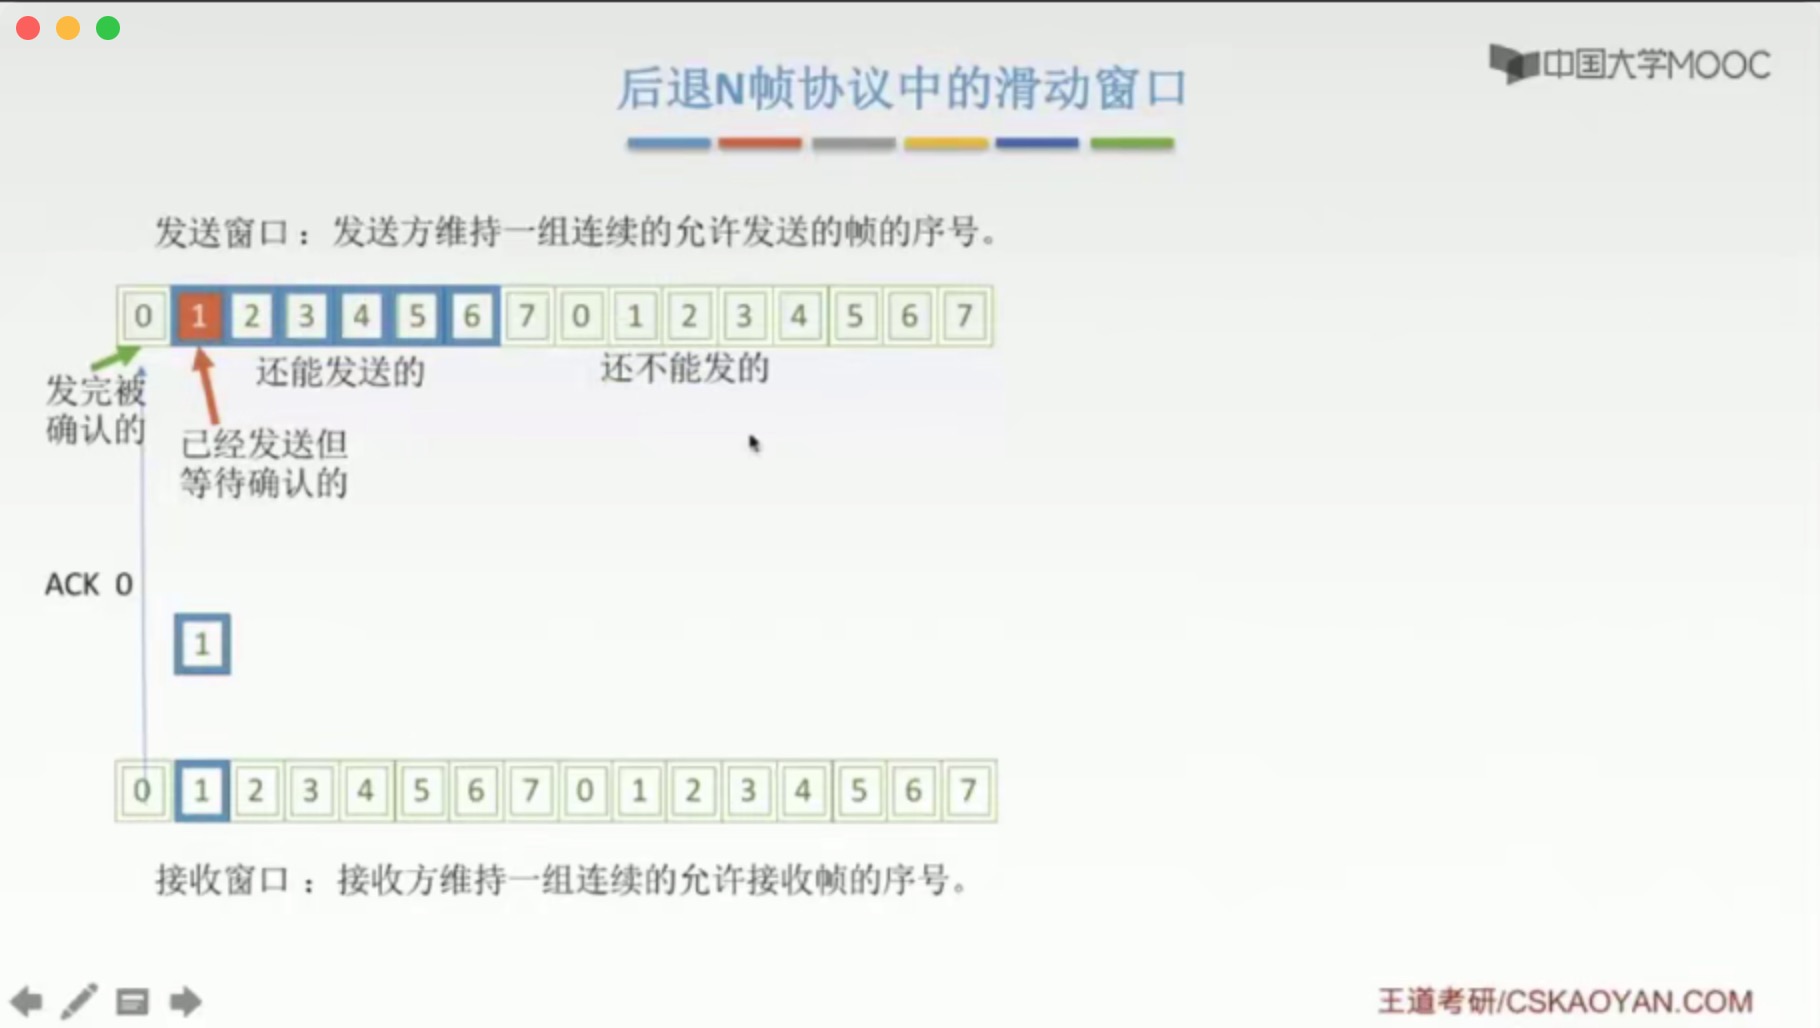 中国大学MOOC
后退N帧协议中的滑动窗口
发送窗口：发送方维持一组连续的允许发送的帧的序号。
0 1 2 3 4 5 6 7 0 1 2 3 4 5 6 7
还能发送的 还不能发的
发完被
确认的
已经发送但
等待确认的
ACK 0
1
0 1 2 3 4 5 6 7 0 1 2 3 4 5 6 7
接收窗口：接收方维持一组连续的允许接收帧的序号。
王道考研/CSKAOYAN.COM